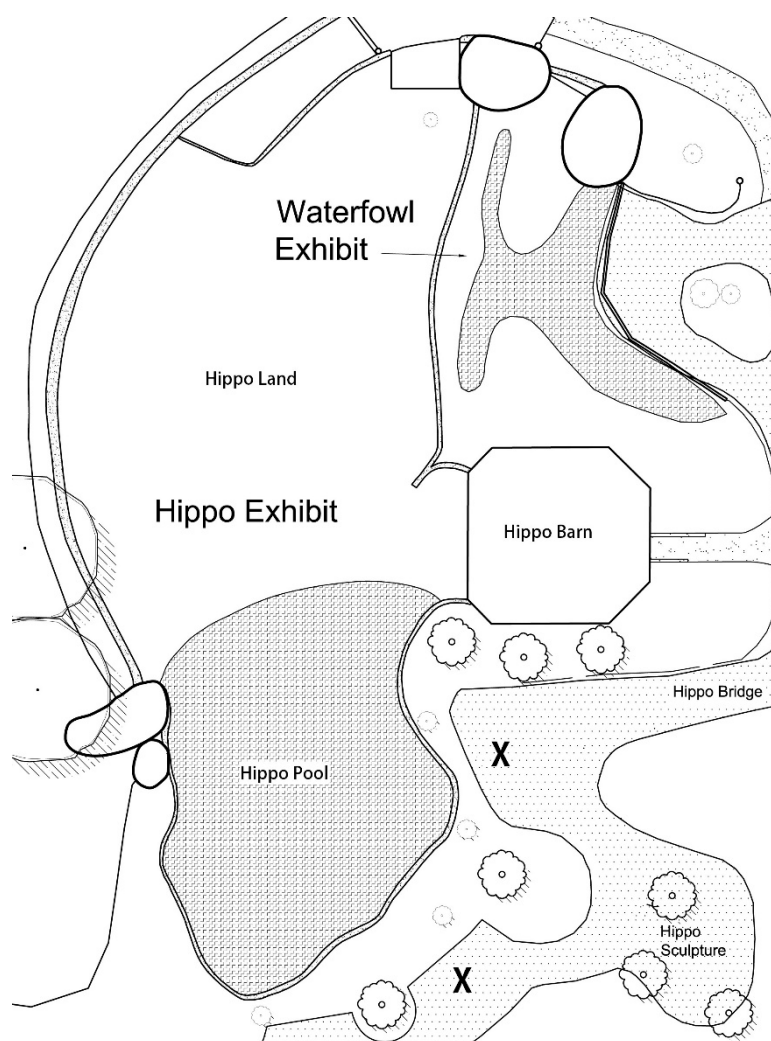 Waterfowl
Exhibit
Hippo Land
Hippo Exhibit
Hippo Barn
Hippo Bridge
X
Hippo Pool
Hippo
Sculpture
X